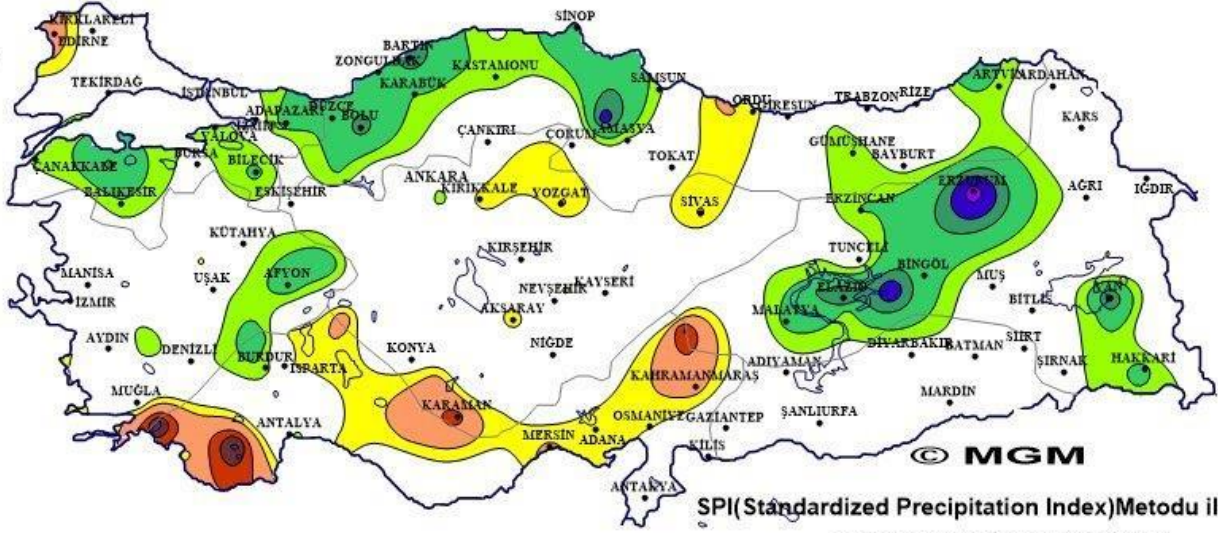 SİNOP
KIRKLARELİ
EDİRNE
BARTIN
ZONGULDAK
KASTAMONU
TEKİRDAĞ
KARABÜK
SAMSUN
ARTVİN
ARDAHAN
İSTANBUL
ADAPAZARI
DÜZCE
ORDU
GİRESUN
TRABZON
RİZE
BOLU
KARS
YALOVA
ÇANKIRI
ÇORUM
AMASYA
GÜMÜŞHANE
BURSA
BİLECİK
TOKAT
BAYBURT
ÇANAKKALE
ANKARA
ERZURUM
BALIKESİR
ESKİŞEHİR
KIRIKKALE
YOZGAT
SİVAS
ERZİNCAN
AĞRI
IĞDIR
KÜTAHYA
KIRŞEHİR
TUNCELİ
MANİSA
UŞAK
AFYON
BİNGÖL
MUŞ
İZMİR
NEVŞEHİR
KAYSERİ
ELAZIĞ
VAN
AKSARAY
MALATYA
BİTLİS
AYDIN
DENİZLİ
BURDUR
ISPARTA
KONYA
NİĞDE
ADIYAMAN
DİYARBAKIR
BATMAN
SİİRT
ŞIRNAK
HAKKARİ
MUĞLA
KARAMAN
KAHRAMANMARAŞ
MARDİN
ANTALYA
MERSİN
ADANA
OSMANİYE
GAZİANTEP
ŞANLIURFA
KİLİS
© MGM
ANTAKYA
SPI(Standardized Precipitation Index)Metodu il